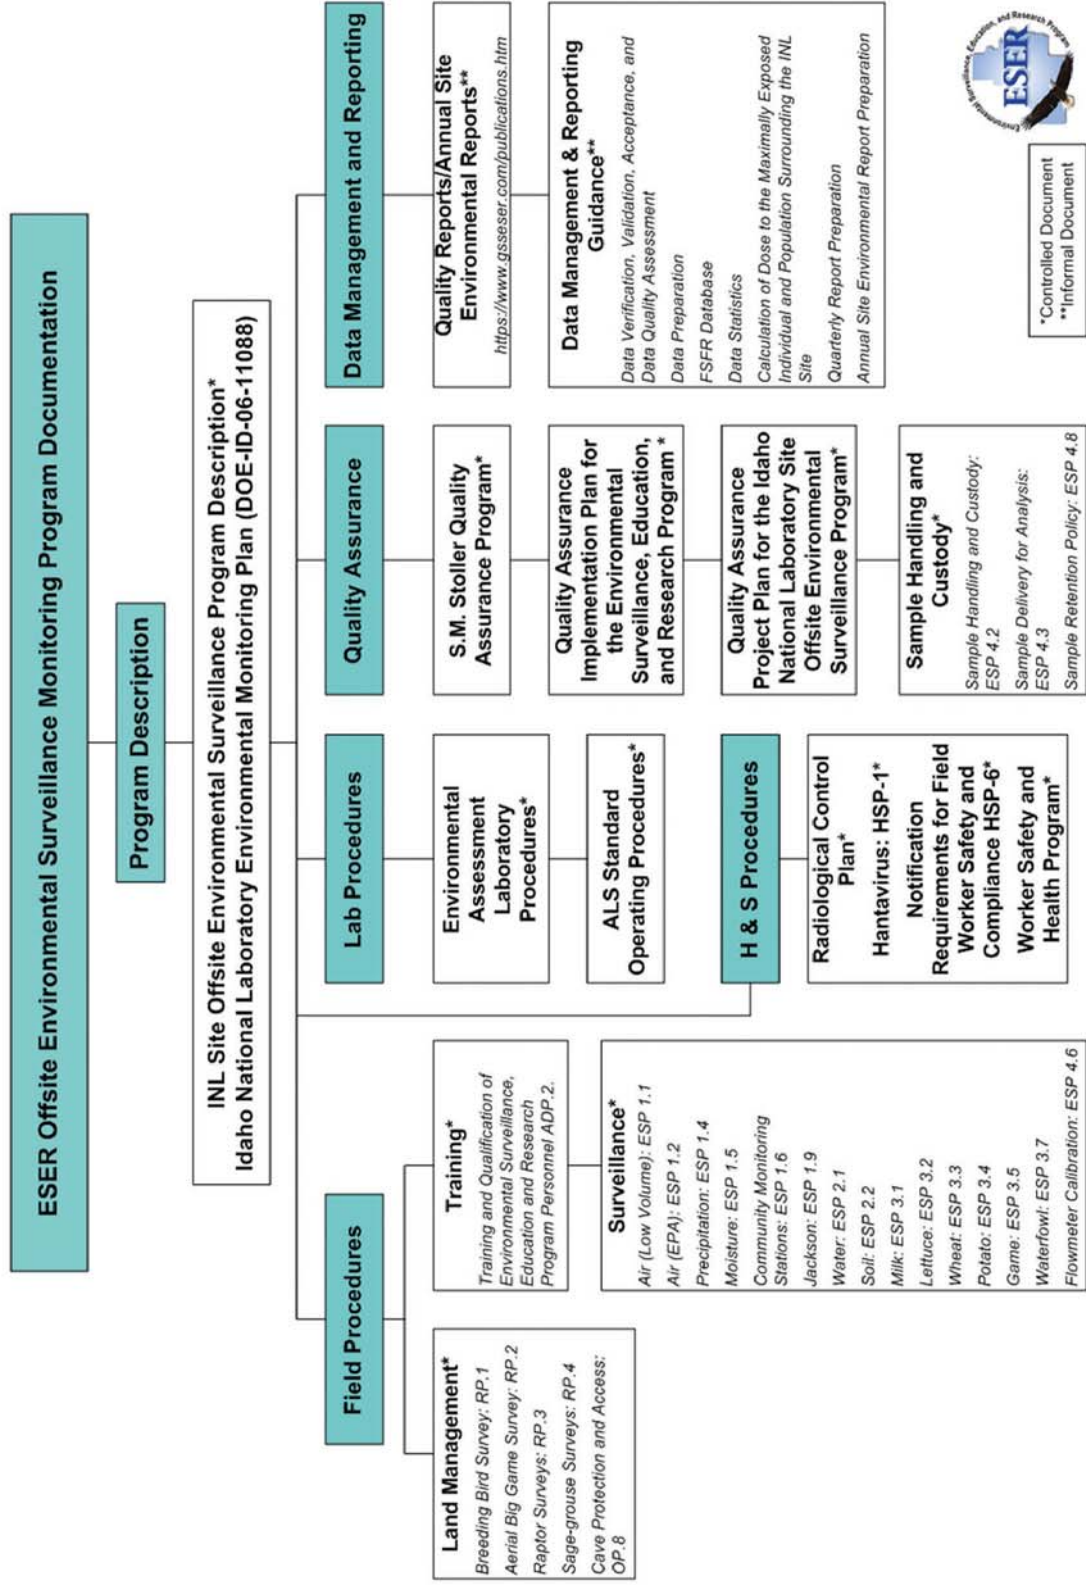 ESER Offsite Environmental Surveillance Monitoring Program Documentation
Program Description
INL Site Offsite Environmental Surveillance Program Description*
Idaho National Laboratory Environmental Monitoring Plan (DOE-ID-06-11088)
Field Procedures
Land Management*
Breeding Bird Survey: RP.1
Aerial Big Game Survey: RP.2
Raptor Surveys: RP.3
Sage-grouse Surveys: RP.4
Cave Protection and Access:
OP.8
Training*
Training and Qualification of
Environmental Surveillance,
Education and Research
Program Personnel ADP.2.
Surveillance*
Air (Low Volume): ESP 1.1
Air (EPA): ESP 1.2
Precipitation: ESP 1.4
Moisture: ESP 1.5
Community Monitoring
Stations: ESP 1.6
Jackson: ESP 1.9
Water: ESP 2.1
Soil: ESP 2.2
Milk: ESP 3.1
Lettuce: ESP 3.2
Wheat: ESP 3.3
Potato: ESP 3.4
Game: ESP 3.5
Waterfowl: ESP 3.7
Flowmeter Calibration: ESP 4.6
Lab Procedures
Environmental
Assessment
Laboratory
Procedures*
ALS Standard
Operating Procedures*
H & S Procedures
Radiological Control
Plan*
Hantavirus: HSP-1*
Notification
Requirements for Field
Worker Safety and
Compliance HSP-6*
Worker Safety and
Health Program*
Quality Assurance
S.M. Stoller Quality
Assurance Program*
Quality Assurance
Implementation Plan for
the Environmental
Surveillance, Education,
and Research Program *
Quality Assurance
Project Plan for the Idaho
National Laboratory Site
Offsite Environmental
Surveillance Program*
Sample Handling and
Custody*
Sample Handling and Custody:
ESP 4.2
Sample Delivery for Analysis:
ESP 4.3
Sample Retention Policy: ESP 4.8
Data Management and Reporting
Quality Reports/Annual Site
Environmental Reports**
https://www.gsseser.com/publications.htm
Data Management & Reporting
Guidance**
Data Verification, Validation, Acceptance, and
Data Quality Assessment
Data Preparation
FSFR Database
Data Statistics
Calculation of Dose to the Maximally Exposed
Individual and Population Surrounding the INL
Site
Quarterly Report Preparation
Annual Site Environmental Report Preparation
*Controlled Document
**Informal Document
Environmental Surveillance, Education, and Research Program
ESER